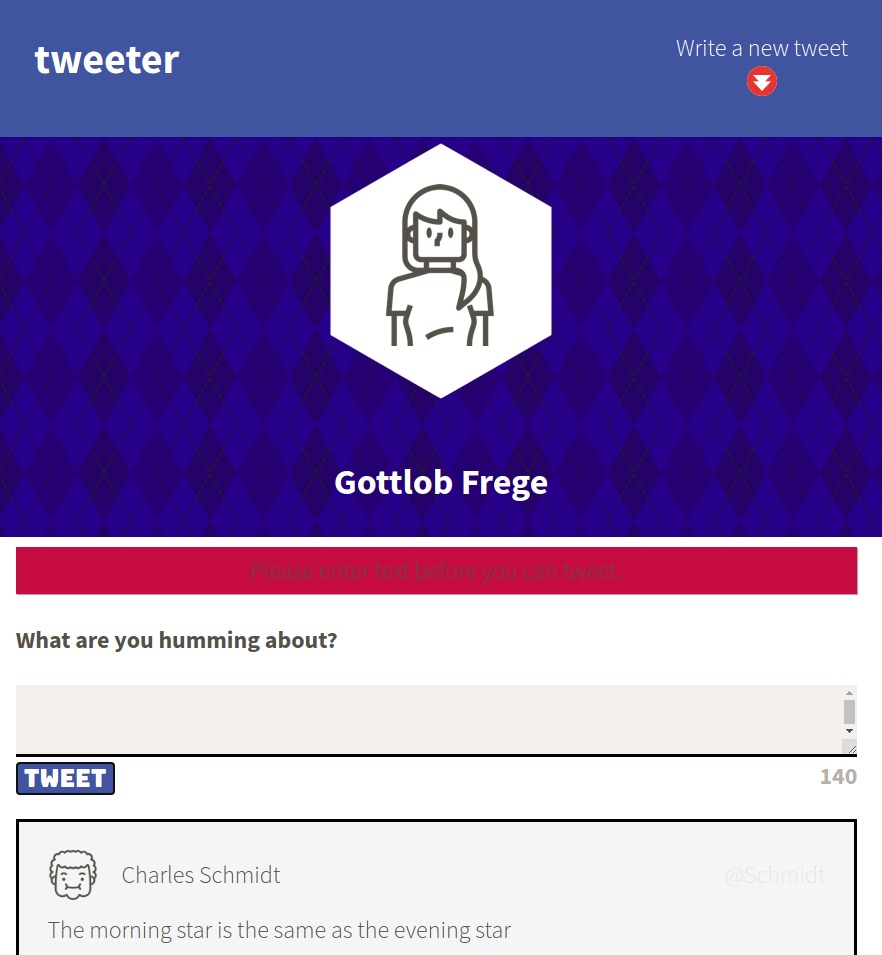 tweeter
Write a new tweet
Gottlob Frege
Please enter text before you can tweet.
What are you humming about?
TWEET
140
Charles Schmidt
@Schmidt
The morning star is the same as the evening star